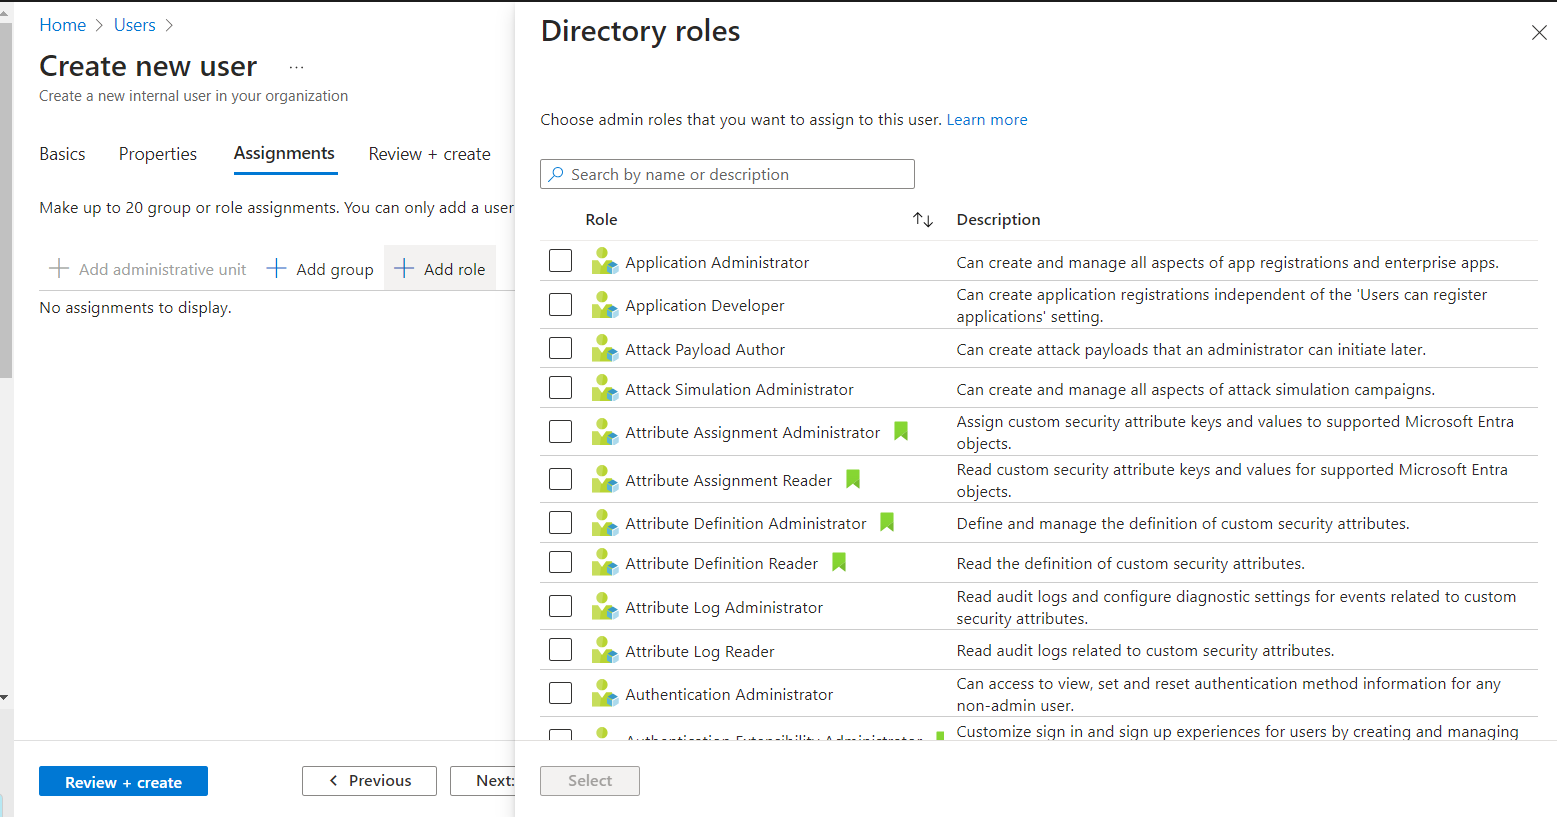 Home > Users >
Create new user ...
Create a new internal user in your organization
Basics Properties Assignments Review + create
Make up to 20 group or role assignments. You can only add a user
Add administrative unit Add group Add role
No assignments to display.
Review + create < Previous Next:
Directory roles
Choose admin roles that you want to assign to this user. Learn more
Search by name or description
Role Description
Application Administrator Can create and manage all aspects of app registrations and enterprise apps.
Application Developer Can create application registrations independent of the 'Users can register
applications' setting.
Attack Payload Author Can create attack payloads that an administrator can initiate later.
Attack Simulation Administrator Can create and manage all aspects of attack simulation campaigns.
Attribute Assignment Administrator Assign custom security attribute keys and values to supported Microsoft Entra
objects.
Attribute Assignment Reader Read custom security attribute keys and values for supported Microsoft Entra
objects.
Attribute Definition Administrator Define and manage the definition of custom security attributes.
Attribute Definition Reader Read the definition of custom security attributes.
Attribute Log Administrator Read audit logs and configure diagnostic settings for events related to custom
security attributes.
Attribute Log Reader Read audit logs related to custom security attributes.
Authentication Administrator Can access to view, set and reset authentication method information for any
non-admin user.
Authentication Extensibility Administrator Customize sign in and sign up experiences for users by creating and managing
Select